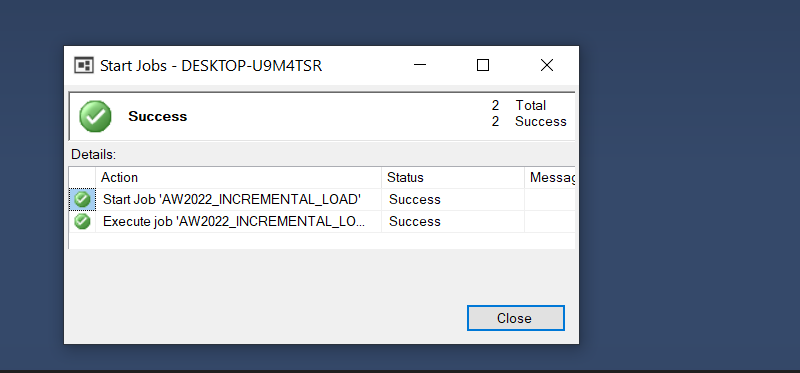 Start Jobs - DESKTOP-U9M4TSR
Success
2 Total
2 Success
Details:
Action Status Messag
Start Job 'AW2022_INCREMENTAL_LOAD' Success
Execute job 'AW2022_INCREMENTAL_LO... Success
Close